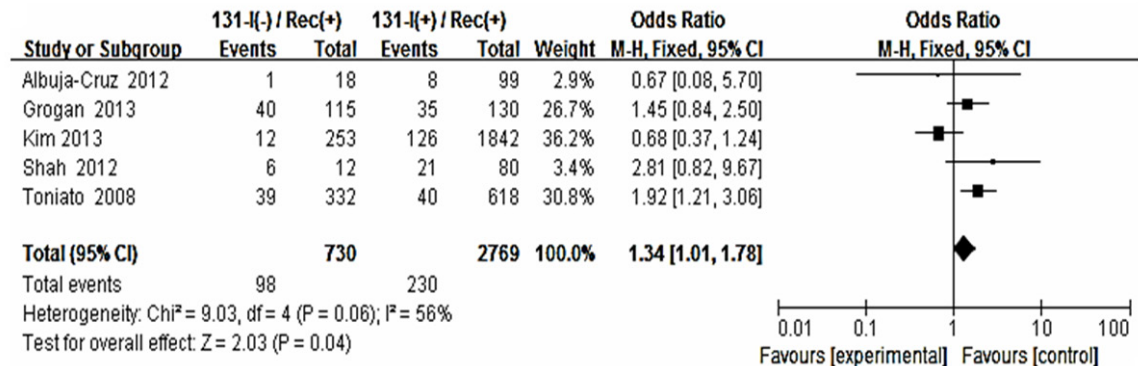 131-I(-) / Rec(+) 131-I(+) / Rec(+) Odds Ratio Odds Ratio
Study or Subgroup Events Total Events Total Weight M-H, Fixed, 95% CI M-H, Fixed, 95% CI
Albuja-Cruz 2012 1 18 8 99 2.9% 0.67 [0.08, 5.70]
Grogan 2013 40 115 35 130 26.7% 1.45 [0.84, 2.50]
Kim 2013 12 253 126 1842 36.2% 0.68 [0.37, 1.24]
Shah 2012 6 12 21 80 3.4% 2.81 [0.82, 9.67]
Toniato 2008 39 332 40 618 30.8% 1.92 [1.21, 3.06]
Total (95% CI) 730 2769 100.0% 1.34 [1.01, 1.78]
Total events 98 230
Heterogeneity: Chi² = 9.03, df = 4 (P = 0.06); I² = 56%
Test for overall effect: Z = 2.03 (P = 0.04)
0.01 0.1 1 10 100
Favours [experimental] Favours [control]